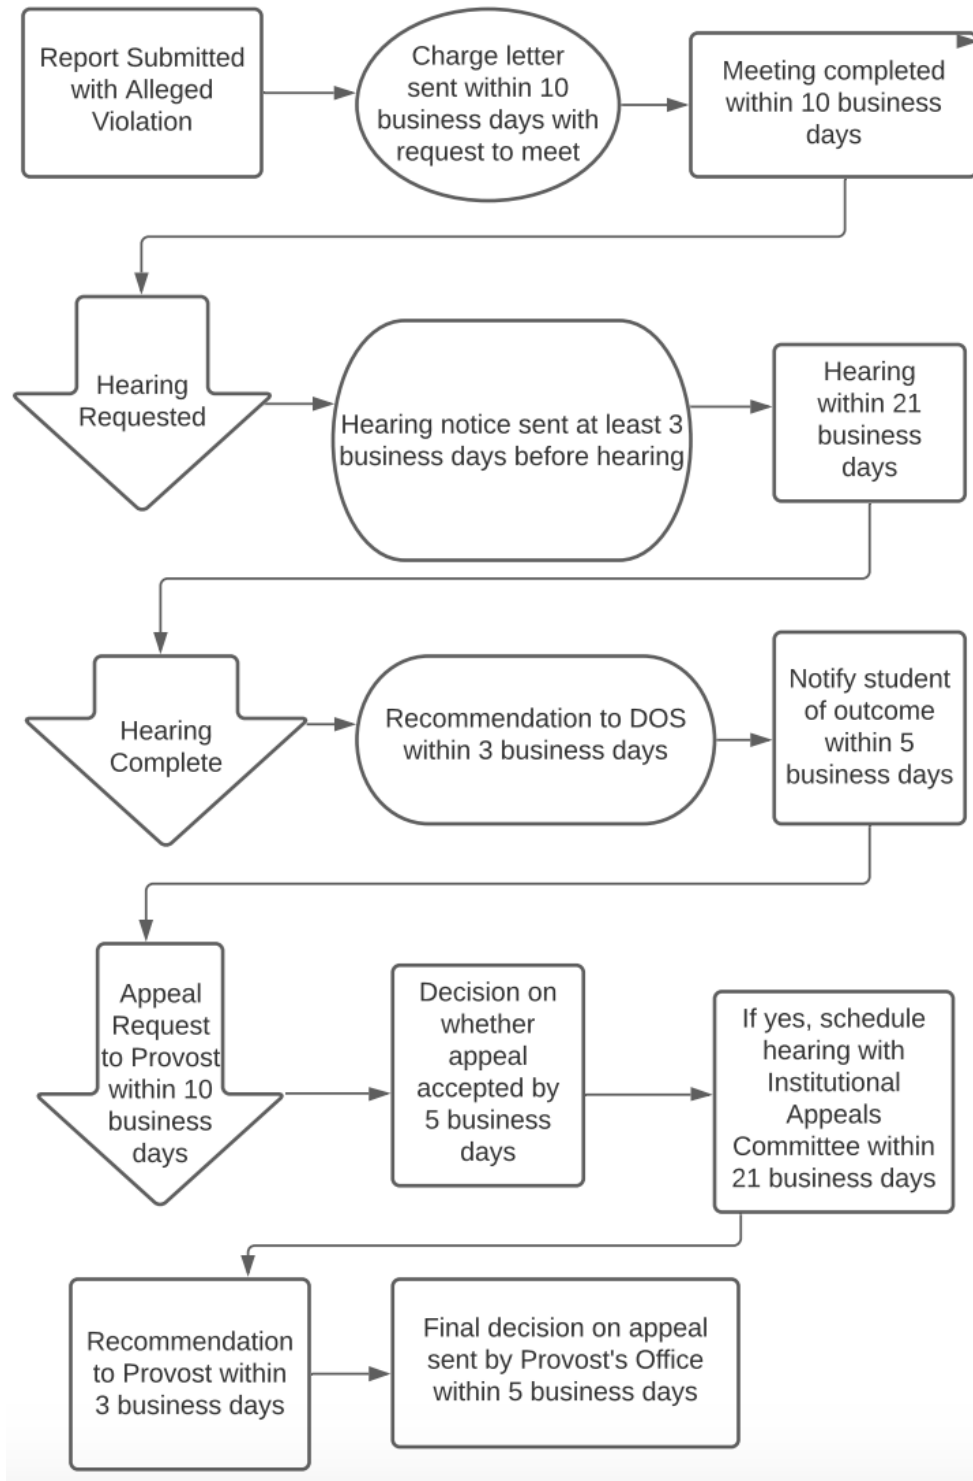 Report Submitted
with Alleged
Violation
Charge letter
sent within 10
business days with
request to meet
Meeting completed
within 10 business
days
Hearing
Requested
Hearing notice sent at least 3
business days before hearing
Hearing
within 21
business
days
Hearing
Complete
Recommendation to DOS
within 3 business days
Notify student
of outcome
within 5
business days
Appeal
Request
to Provost
within 10
business
days
Decision on
whether
appeal
accepted by
5 business
days
If yes, schedule
hearing with
Institutional
Appeals
Committee within
21 business days
Recommendation
to Provost within
3 business days
Final decision on appeal
sent by Provost's Office
within 5 business days